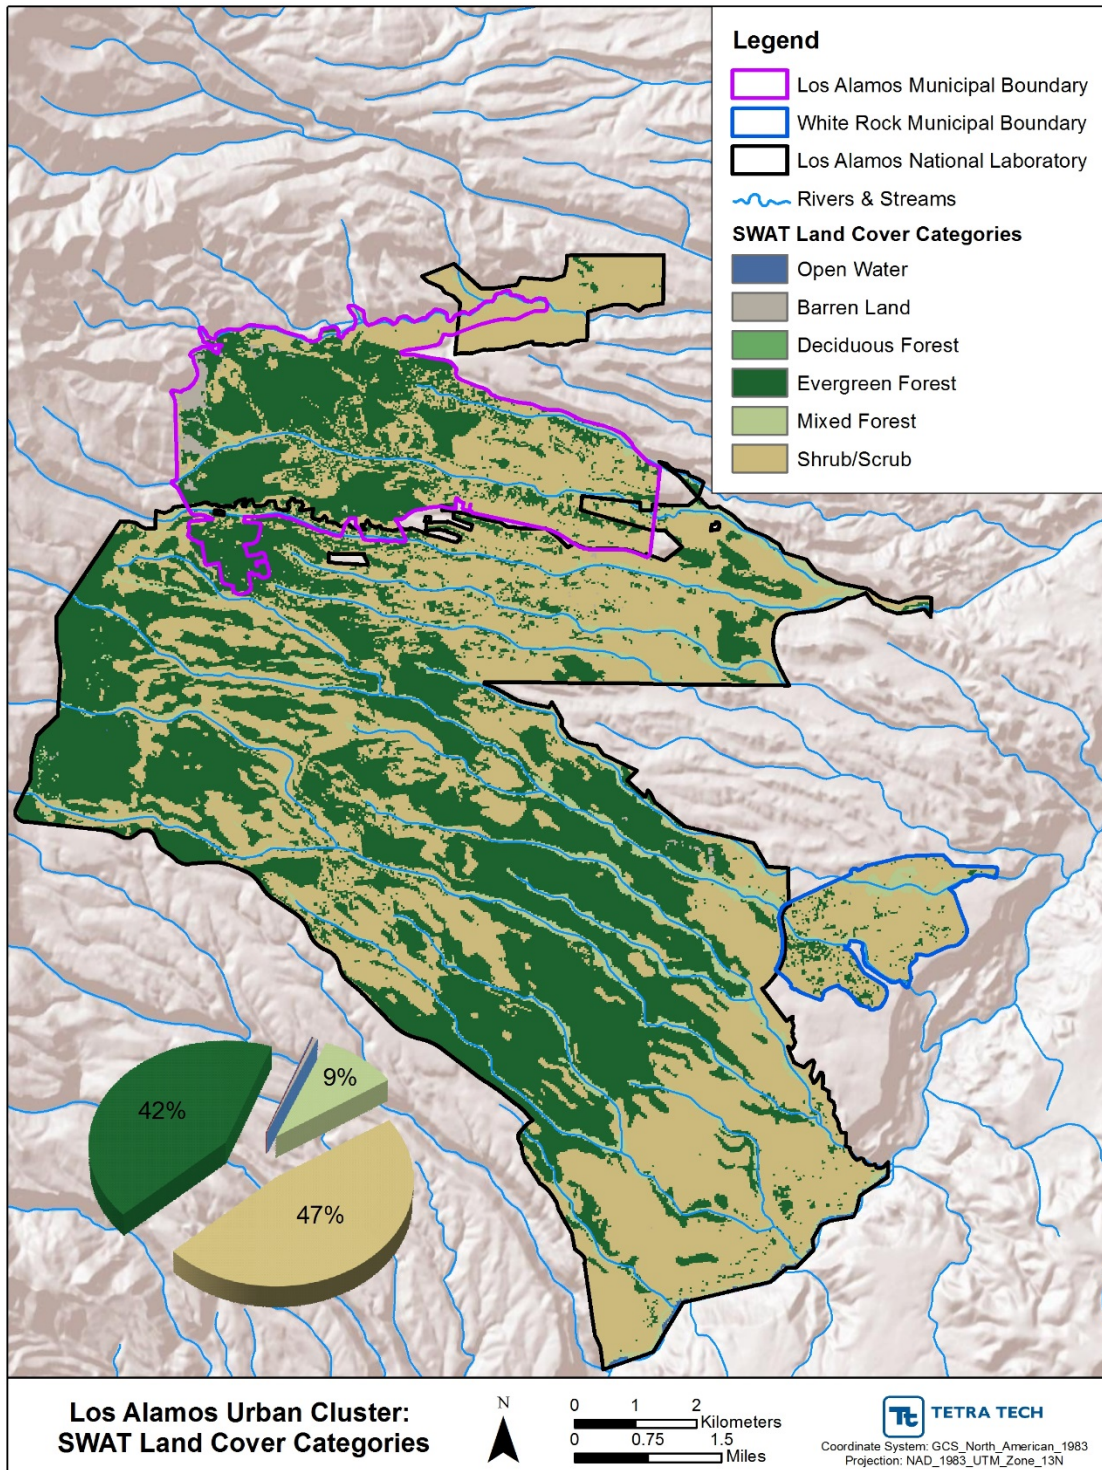 Legend
Los Alamos Municipal Boundary
White Rock Municipal Boundary
Los Alamos National Laboratory
Rivers & Streams
SWAT Land Cover Categories
Open Water
Barren Land
Deciduous Forest
Evergreen Forest
Mixed Forest
Shrub/Scrub
9%
42%
47%
Los Alamos Urban Cluster:
SWAT Land Cover Categories
N
0 1 2
Kilometers
0 0.75 1.5
Miles
Tt TETRA TECH
Coordinate System: GCS_North_American_1983
Projection: NAD_1983_UTM_Zone_13N